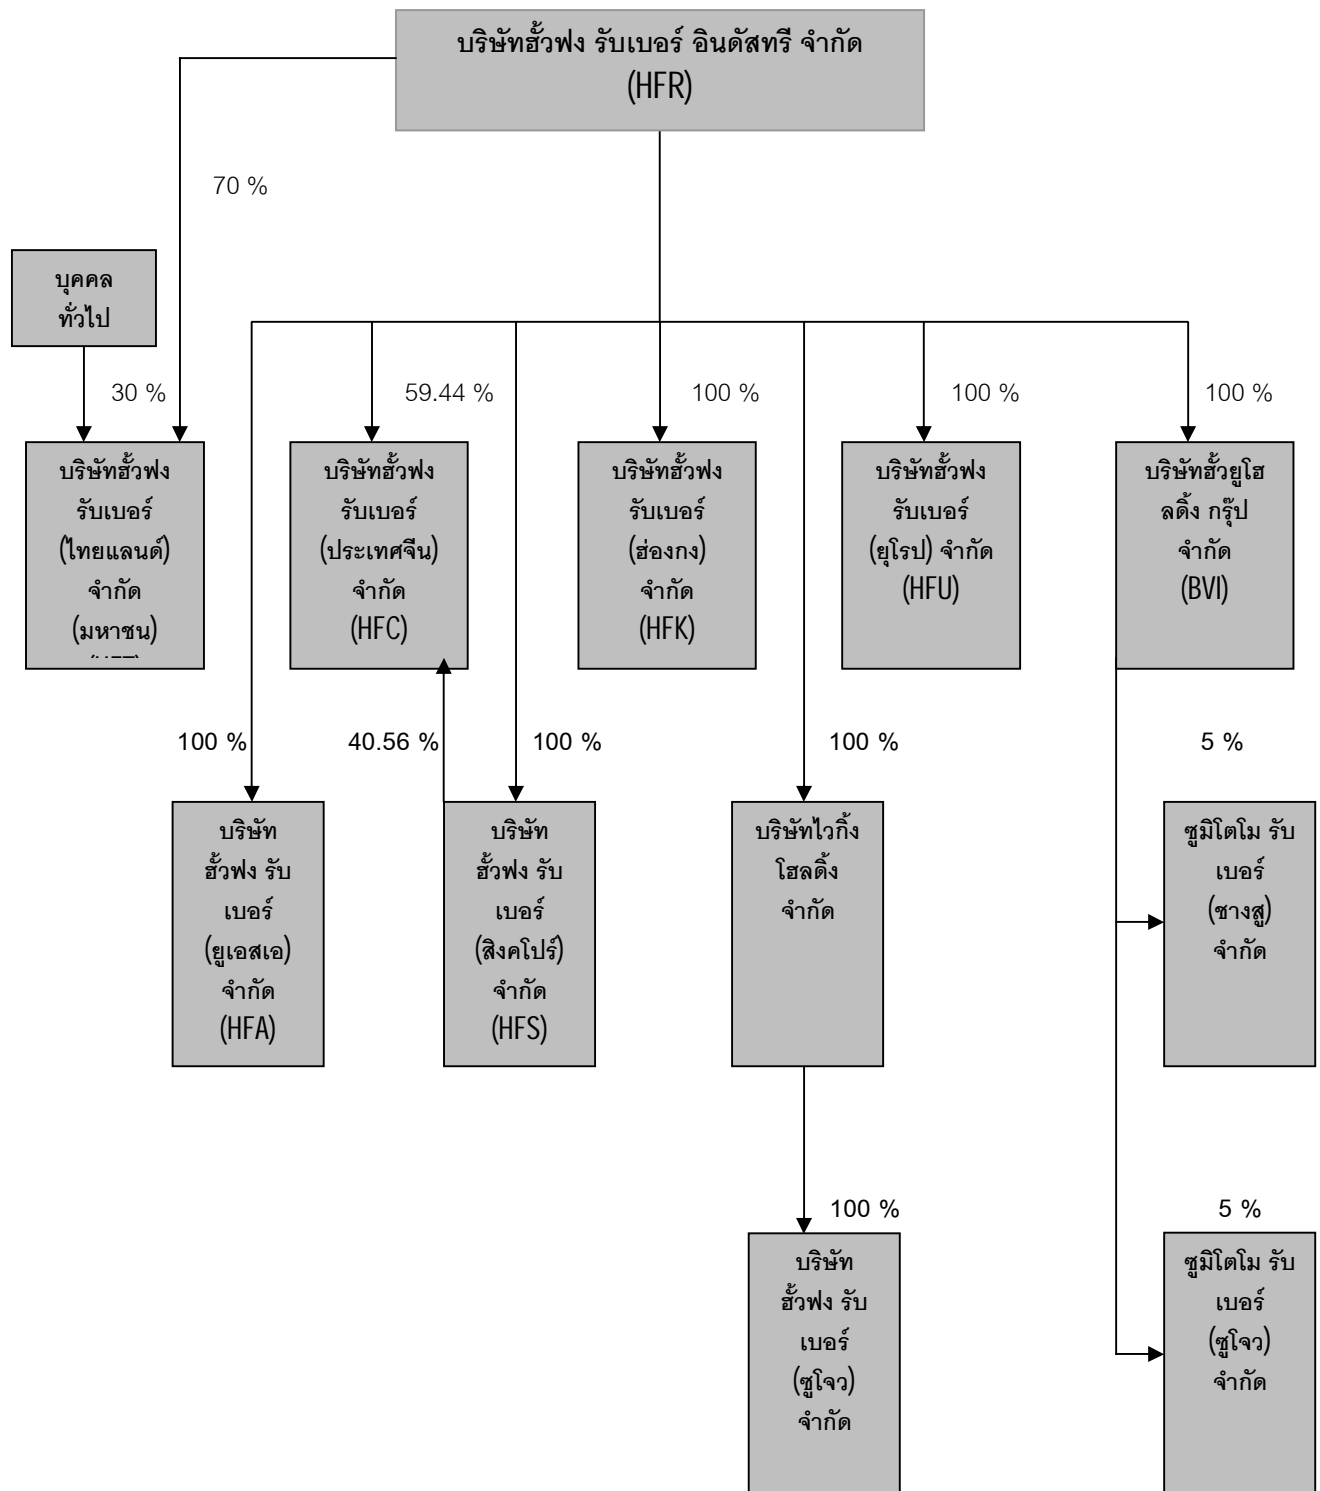 บริษัทฮั้วฟง รับเบอร์ อินดัสทรี จำกัด
(HFR)
70 %
บุคคล
ทั่วไป
30 %
59.44 %
100 %
100 %
100 %
บริษัทฮั้วฟง
รับเบอร์
(ไทยแลนด์)
จำกัด
(มหาชน)
บริษัทฮั้วฟง
รับเบอร์
(ประเทศจีน)
จำกัด
(HFC)
บริษัทฮั้วฟง
รับเบอร์
(ฮ่องกง)
จำกัด
(HFK)
บริษัทฮั้วฟง
รับเบอร์
(ยุโรป) จำกัด
(HFU)
บริษัทฮั้วยูโฮ
ลดิ้ง กรุ๊ป
จำกัด
(BVI)
100 %
40.56 %
100 %
100 %
5 %
บริษัท
ฮั้วฟง รับ
เบอร์
(ยูเอสเอ)
จำกัด
(HFA)
บริษัท
ฮั้วฟง รับ
เบอร์
(สิงคโปร์)
จำกัด
(HFS)
บริษัทไวกิ้ง
โฮลดิ้ง
จำกัด
ซูมิโตโม รับ
เบอร์
(ชางสู)
จำกัด
100 %
5 %
บริษัท
ฮั้วฟง รับ
เบอร์
(ซูโจว)
จำกัด
ซูมิโตโม รับ
เบอร์
(ซูโจว)
จำกัด